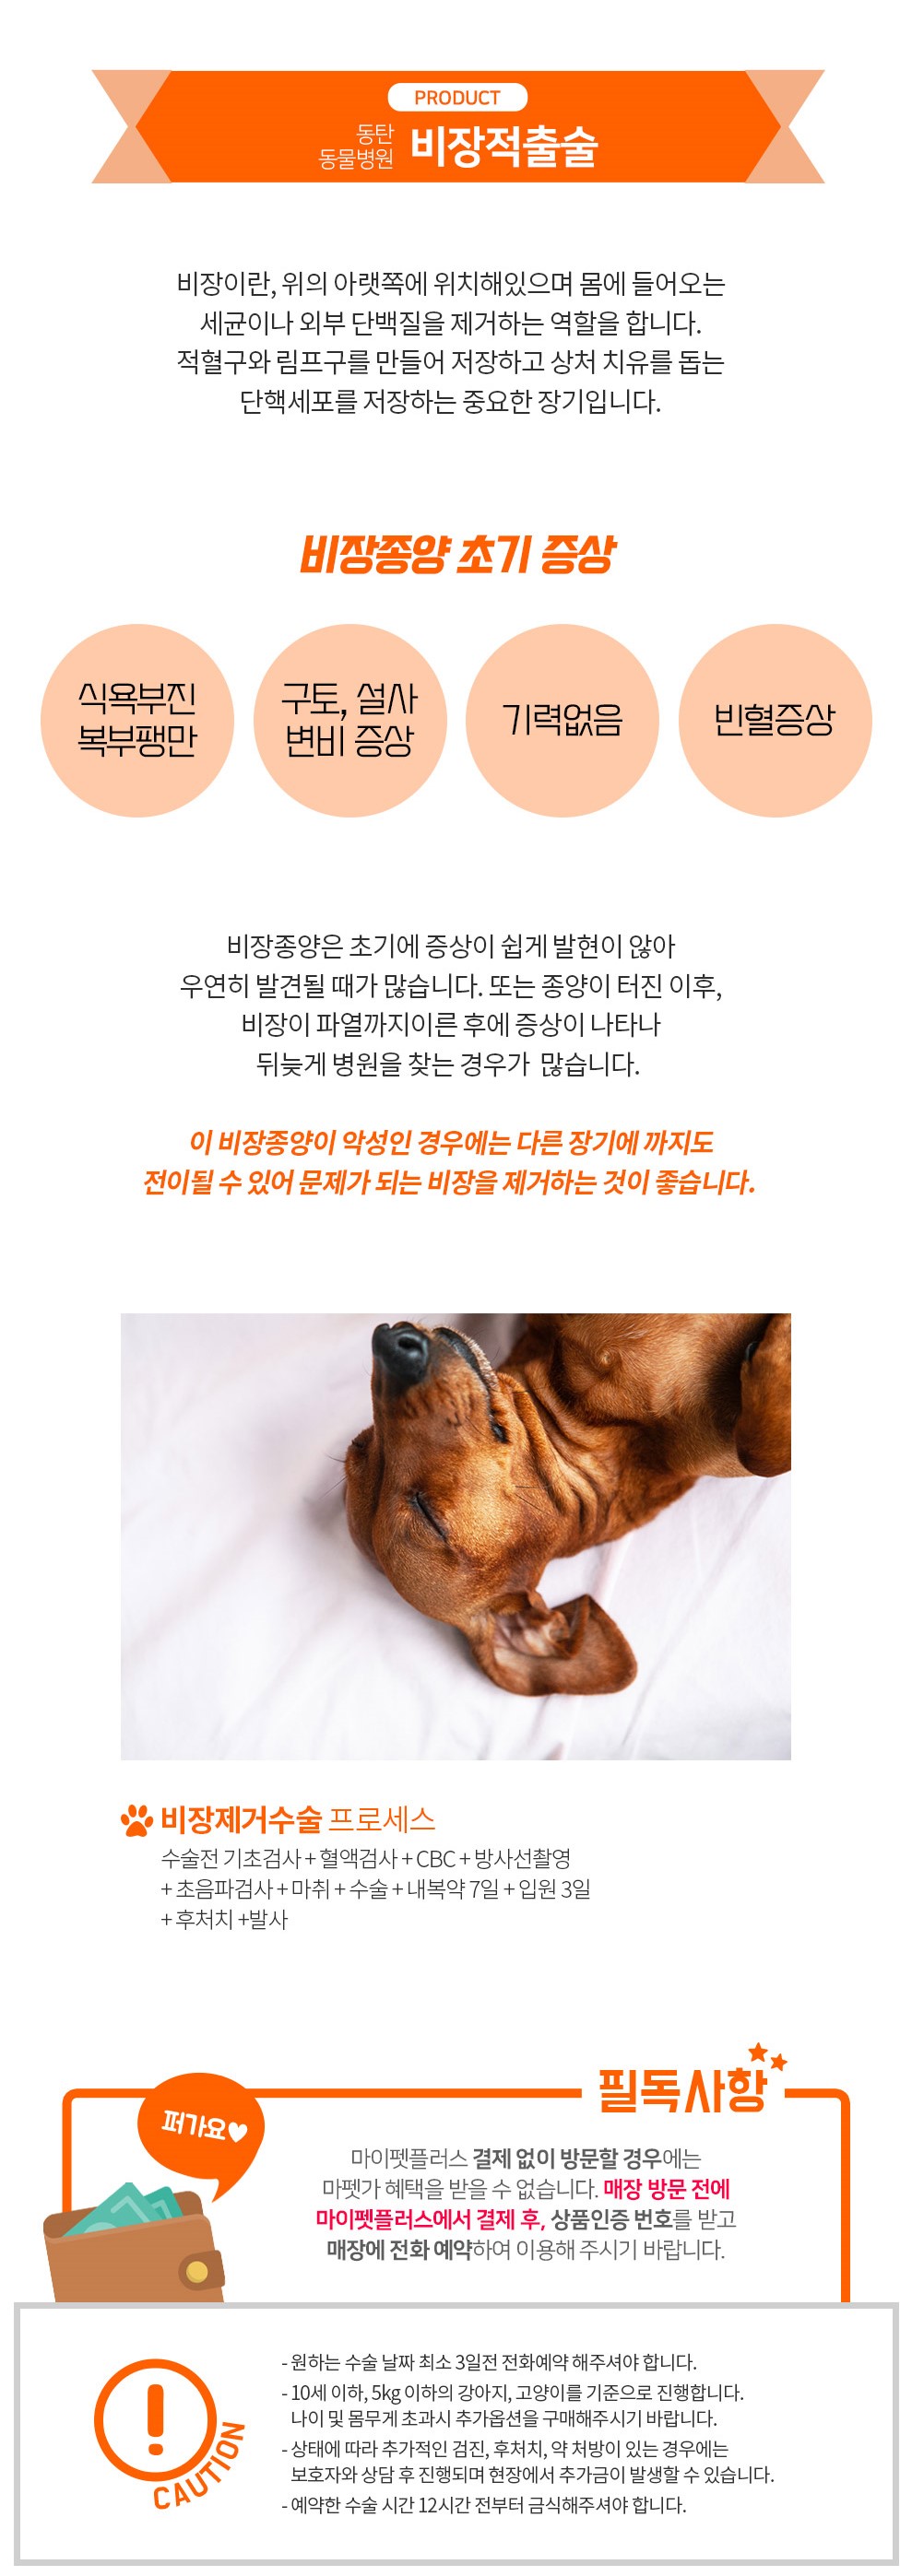 PRODUCT
동탄
동물병원
비장적출술
비장이란, 위의 아랫쪽에 위치해있으며 몸에 들어오는
세균이나 외부 단백질을 제거하는 역할을 합니다.
적혈구와 림프구를 만들어 저장하고 상처 치유를 돕는
단핵세포를 저장하는 중요한 장기입니다.
비장종양 초기 증상
식욕부진
복부팽만
구토, 설사
변비 증상
기력없음
빈혈증상
비장종양은 초기에 증상이 쉽게 발현이 않아
우연히 발견될 때가 많습니다. 또는 종양이 터진 이후,
비장이 파열까지이른 후에 증상이 나타나
뒤늦게 병원을 찾는 경우가 많습니다.
이 비장종양이 악성인 경우에는 다른 장기에 까지도
전이될 수 있어 문제가 되는 비장을 제거하는 것이 좋습니다.
비장제거수술 프로세스
수술전 기초검사 + 혈액검사 + CBC + 방사선촬영
+ 초음파검사 + 마취 + 수술 + 내복약 7일 + 입원 3일
+ 후처치 +발사
필독사항
퍼가요♥
마이펫플러스 결제 없이 방문할 경우에는
마펫가 혜택을 받을 수 없습니다. 매장 방문 전에
마이펫플러스에서 결제 후, 상품인증 번호를 받고
매장에 전화 예약하여 이용해 주시기 바랍니다.
CAUTION
- 원하는 수술 날짜 최소 3일전 전화예약 해주셔야 합니다.
- 10세 이하, 5kg 이하의 강아지, 고양이를 기준으로 진행합니다.
나이 및 몸무게 초과시 추가옵션을 구매해주시기 바랍니다.
- 상태에 따라 추가적인 검진, 후처치, 약 처방이 있는 경우에는
보호자와 상담 후 진행되며 현장에서 추가금이 발생할 수 있습니다.
- 예약한 수술 시간 12시간 전부터 금식해주셔야 합니다.